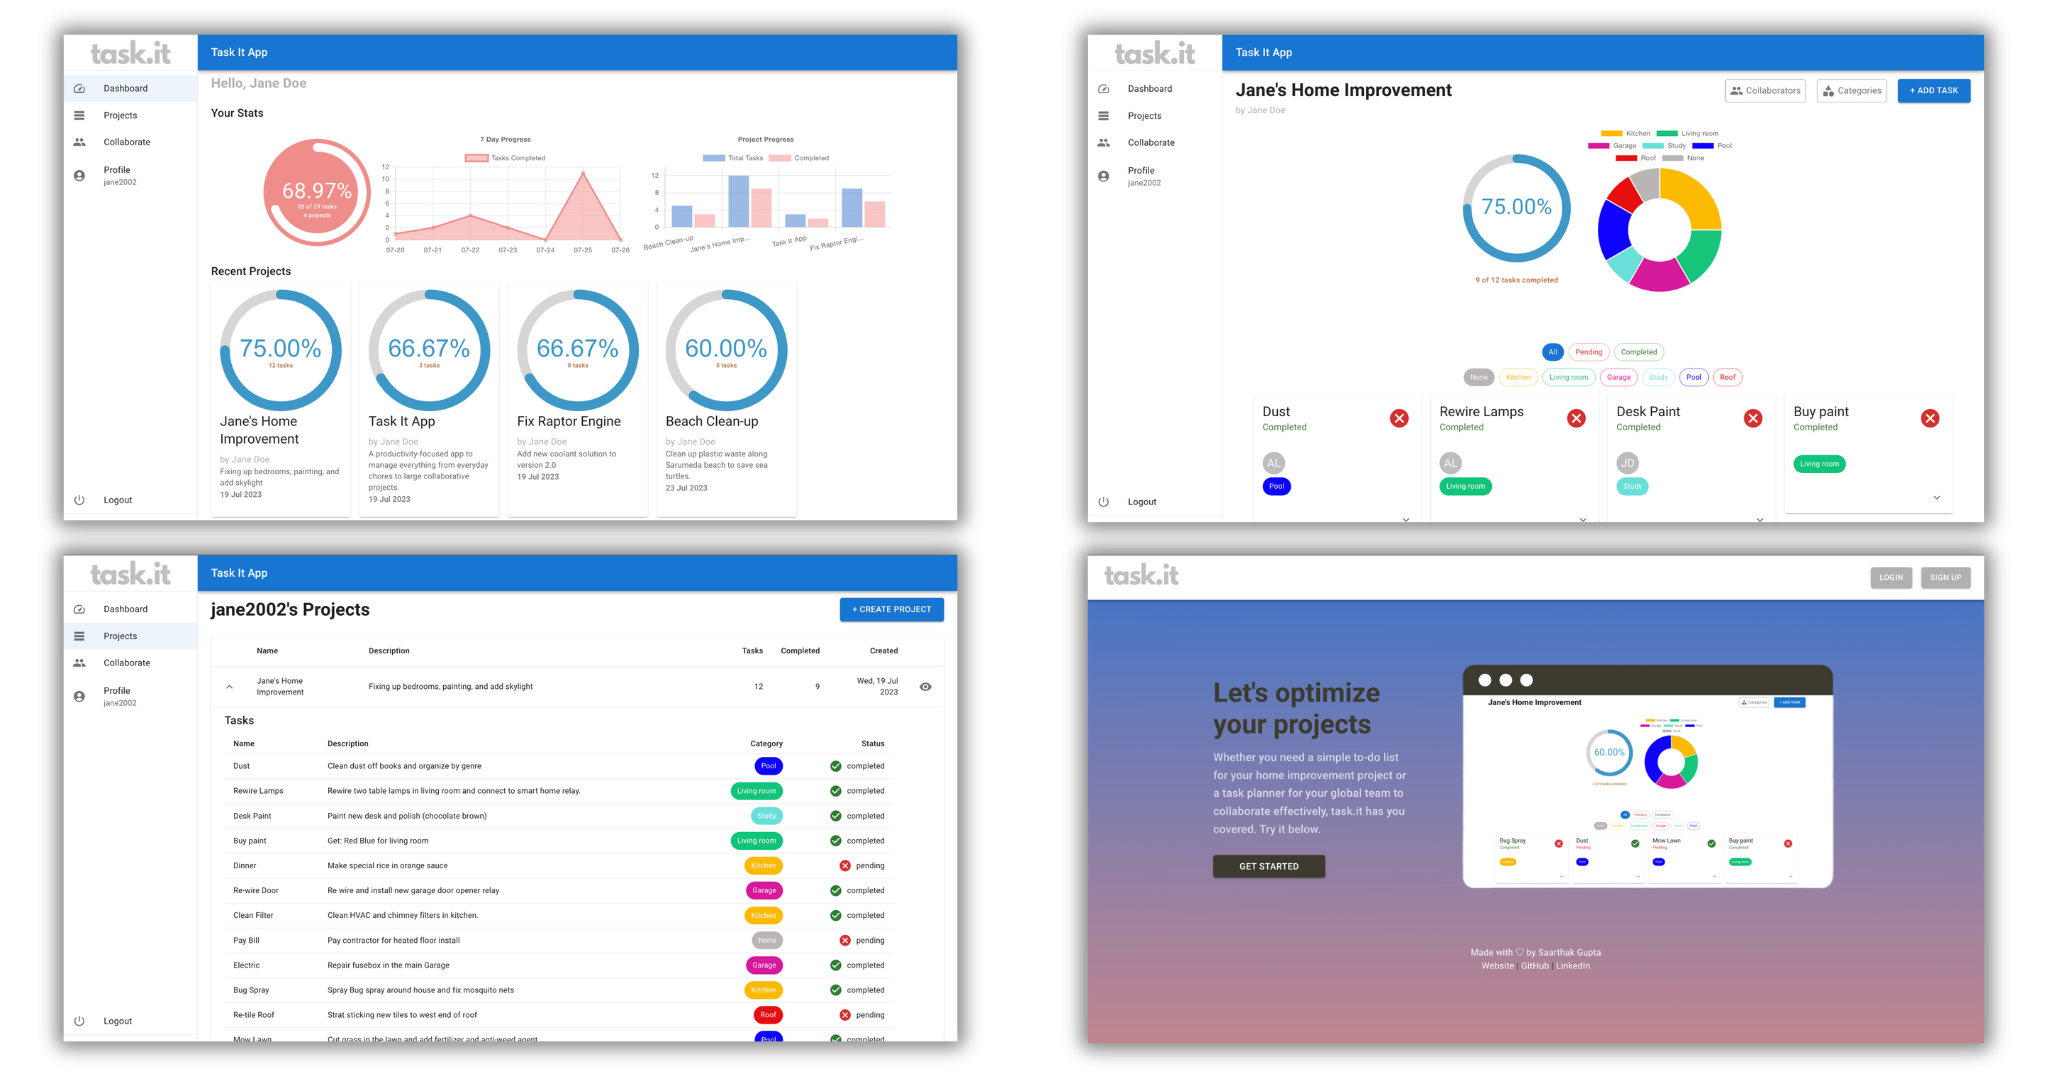 task.it
Task It App
Dashboard
Projects
Collaborate
Profile
jane2002
Logout
Hello, Jane Doe
Your Stats
68.97%
20 of 29 tasks
4 projects
7 Day Progress
Tasks Completed
12
10
8
6
4
2
0
07-20 07-21 07-22 07-23 07-24 07-25 07-26
Project Progress
Total Tasks Completed
12
8
4
0
Beach Clean-up Jane's Home Imp... Task It App Fix Raptor Engi...
Recent Projects
75.00%
12 tasks
Jane's Home
Improvement
by Jane Doe
Fixing up bedrooms, painting, and
add skylight
19 Jul 2023
66.67%
3 tasks
Task It App
by Jane Doe
A productivity-focused app to
manage everything from everyday
chores to large collaborative
projects.
19 Jul 2023
66.67%
9 tasks
Fix Raptor Engine
by Jane Doe
Add new coolant solution to
version 2.0
19 Jul 2023
60.00%
5 tasks
Beach Clean-up
by Jane Doe
Clean up plastic waste along
Sarumeda beach to save sea
turtles.
23 Jul 2023
task.it
Task It App
Dashboard
Projects
Collaborate
Profile
jane2002
Logout
Jane's Home Improvement
by Jane Doe
Collaborators
Categories
+ ADD TASK
75.00%
9 of 12 tasks completed
Kitchen Living room
Garage Study Pool
Roof None
All Pending Completed
None Kitchen Living room Garage Study Pool Roof
Dust
Completed
AL
Pool
Rewire Lamps
Completed
AL
Living room
Desk Paint
Completed
JD
Study
Buy paint
Completed
Living room
task.it
Task It App
Dashboard
Projects
Collaborate
Profile
jane2002
Logout
jane2002's Projects
+ CREATE PROJECT
Name Description Tasks Completed Created
Jane's Home
Improvement
Fixing up bedrooms, painting, and add skylight
12
9
Wed, 19 Jul
2023
Tasks
Name Description Category Status
Dust Clean dust off books and organize by genre Pool completed
Rewire Lamps Rewire two table lamps in living room and connect to smart home relay. Living room completed
Desk Paint Paint new desk and polish (chocolate brown) Study completed
Buy paint Get: Red Blue for living room Living room completed
Dinner Make special rice in orange sauce Kitchen pending
Re-wire Door Re wire and install new garage door opener relay Garage completed
Clean Filter Clean HVAC and chimney filters in kitchen. Kitchen completed
Pay Bill Pay contractor for heated floor install None pending
Electric Repair fusebox in the main Garage Garage completed
Bug Spray Spray Bug spray around house and fix mosquito nets Kitchen completed
Re-tile Roof Strat sticking new tiles to west end of roof Roof pending
Mow Lawn Cut grass in the lawn and add fertilizer and anti-weed agent Pool completed
task.it
LOGIN
SIGN UP
Let's optimize
your projects
Whether you need a simple to-do list
for your home improvement project or
a task planner for your global team to
collaborate effectively, task.it has you
covered. Try it below.
GET STARTED
Jane's Home Improvement
Categories
+ ADD TASK
60.00%
Bug Spray
Completed
Dust
Pending
Mow Lawn
Pending
Buy paint
Completed
Made with ♡ by Saarthak Gupta
Website | GitHub | LinkedIn